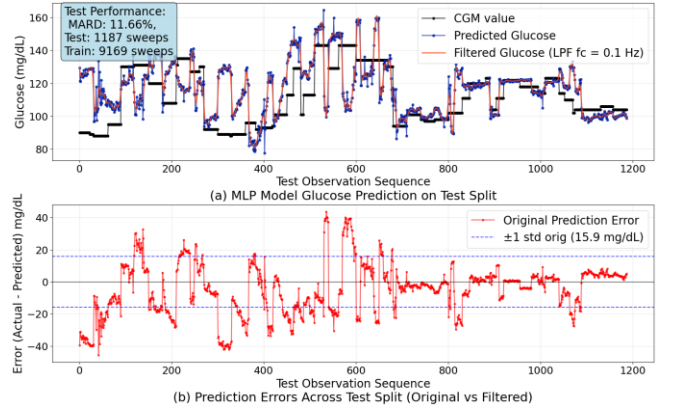 Test Performance:
MARD: 11.66%,
Test: 1187 sweeps
Train: 9169 sweeps
CGM value
Predicted Glucose
Filtered Glucose (LPF fc = 0.1 Hz)
Glucose (mg/dL)
160
140
120
100
80
0 200 400 600 800 1000 1200
Test Observation Sequence
(a) MLP Model Glucose Prediction on Test Split
Original Prediction Error
±1 std orig (15.9 mg/dL)
Error (Actual - Predicted) mg/dL
40
20
0
−20
−40
0 200 400 600 800 1000 1200
Test Observation Sequence
(b) Prediction Errors Across Test Split (Original vs Filtered)